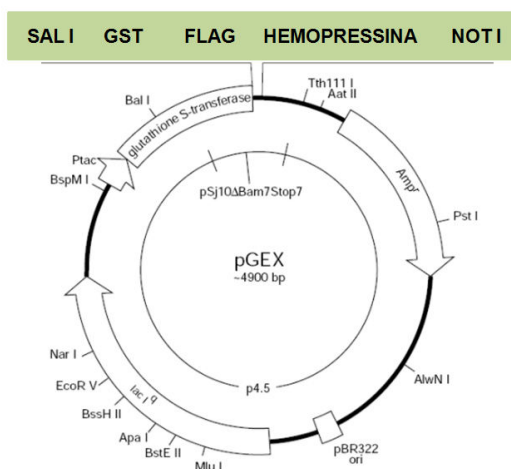 SAL I GST FLAG HEMOPRESSINA NOT I
Tth111 I
Aat II
Bal I
glutathione S-transferase
Ptac
BspM I
pSj10ΔBam7Stop7
Ampʳ
Pst I
pGEX
~4900 bp
Nar I
EcoR V
BssH II
Apa I
BstE II
Mlu I
lac Iq
p4.5
AlwN I
pBR322
ori